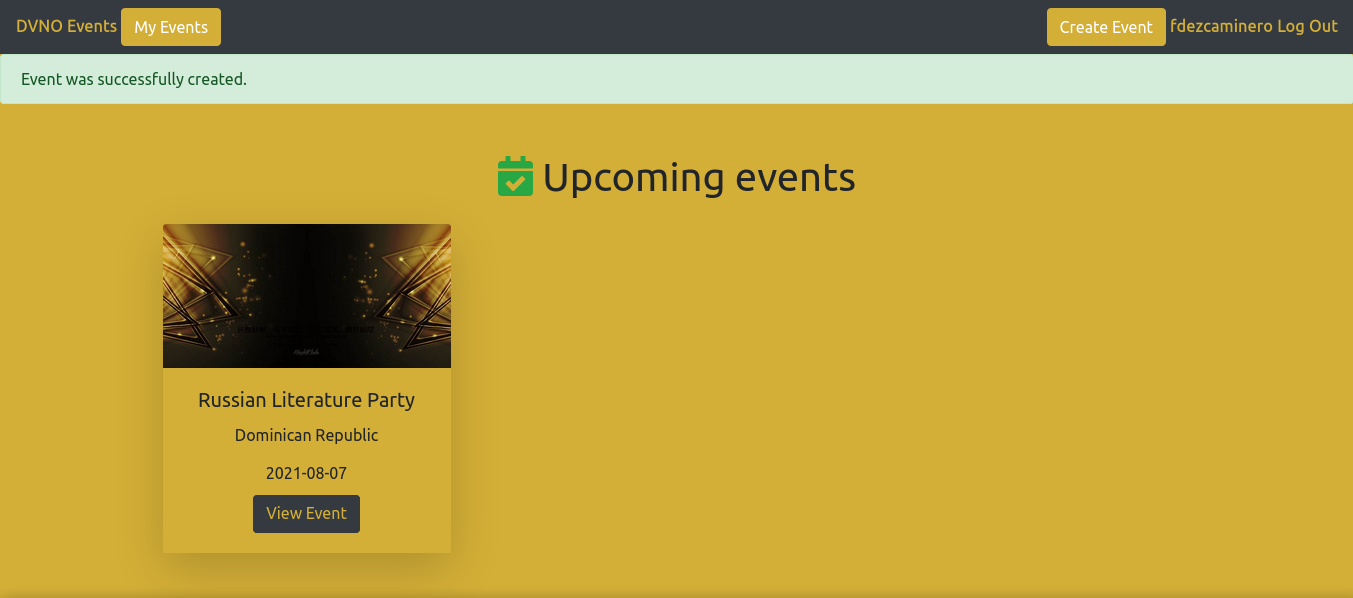 DVNO Events My Events Create Event fdezcaminero Log Out
Event was successfully created.
Upcoming events
Russian Literature Party
Dominican Republic
2021-08-07
View Event